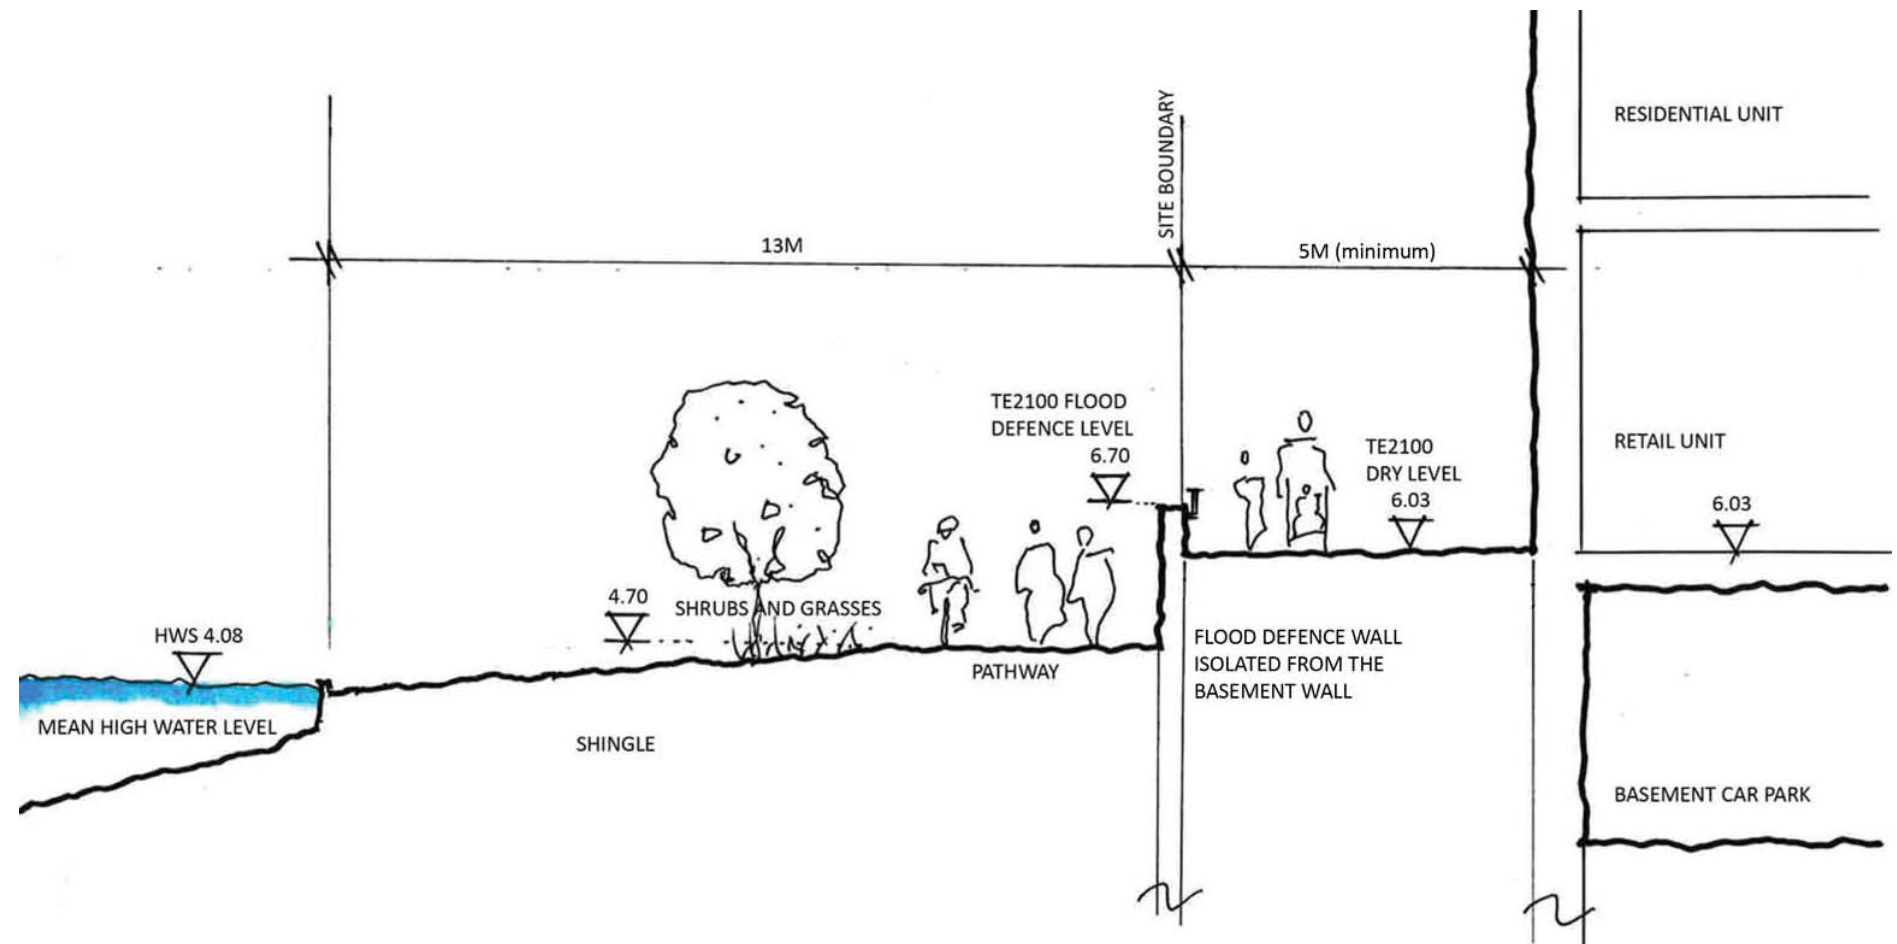 RESIDENTIAL UNIT
SITE BOUNDARY
13M
5M (minimum)
TE2100 FLOOD
DEFENCE LEVEL
6.70
TE2100
DRY LEVEL
6.03
RETAIL UNIT
6.03
4.70
SHRUBS AND GRASSES
HWS 4.08
MEAN HIGH WATER LEVEL
PATHWAY
FLOOD DEFENCE WALL
ISOLATED FROM THE
BASEMENT WALL
SHINGLE
BASEMENT CAR PARK